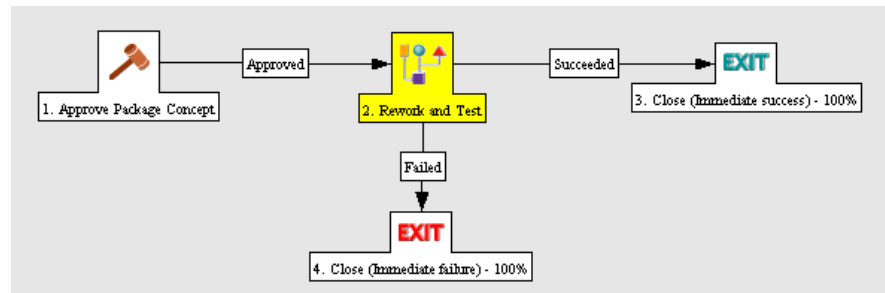 Approved
Succeeded
EXIT
1. Approve Package Concept
2. Rework and Test
3. Close (Immediate success) - 100%
Failed
EXIT
4. Close (Immediate failure) - 100%